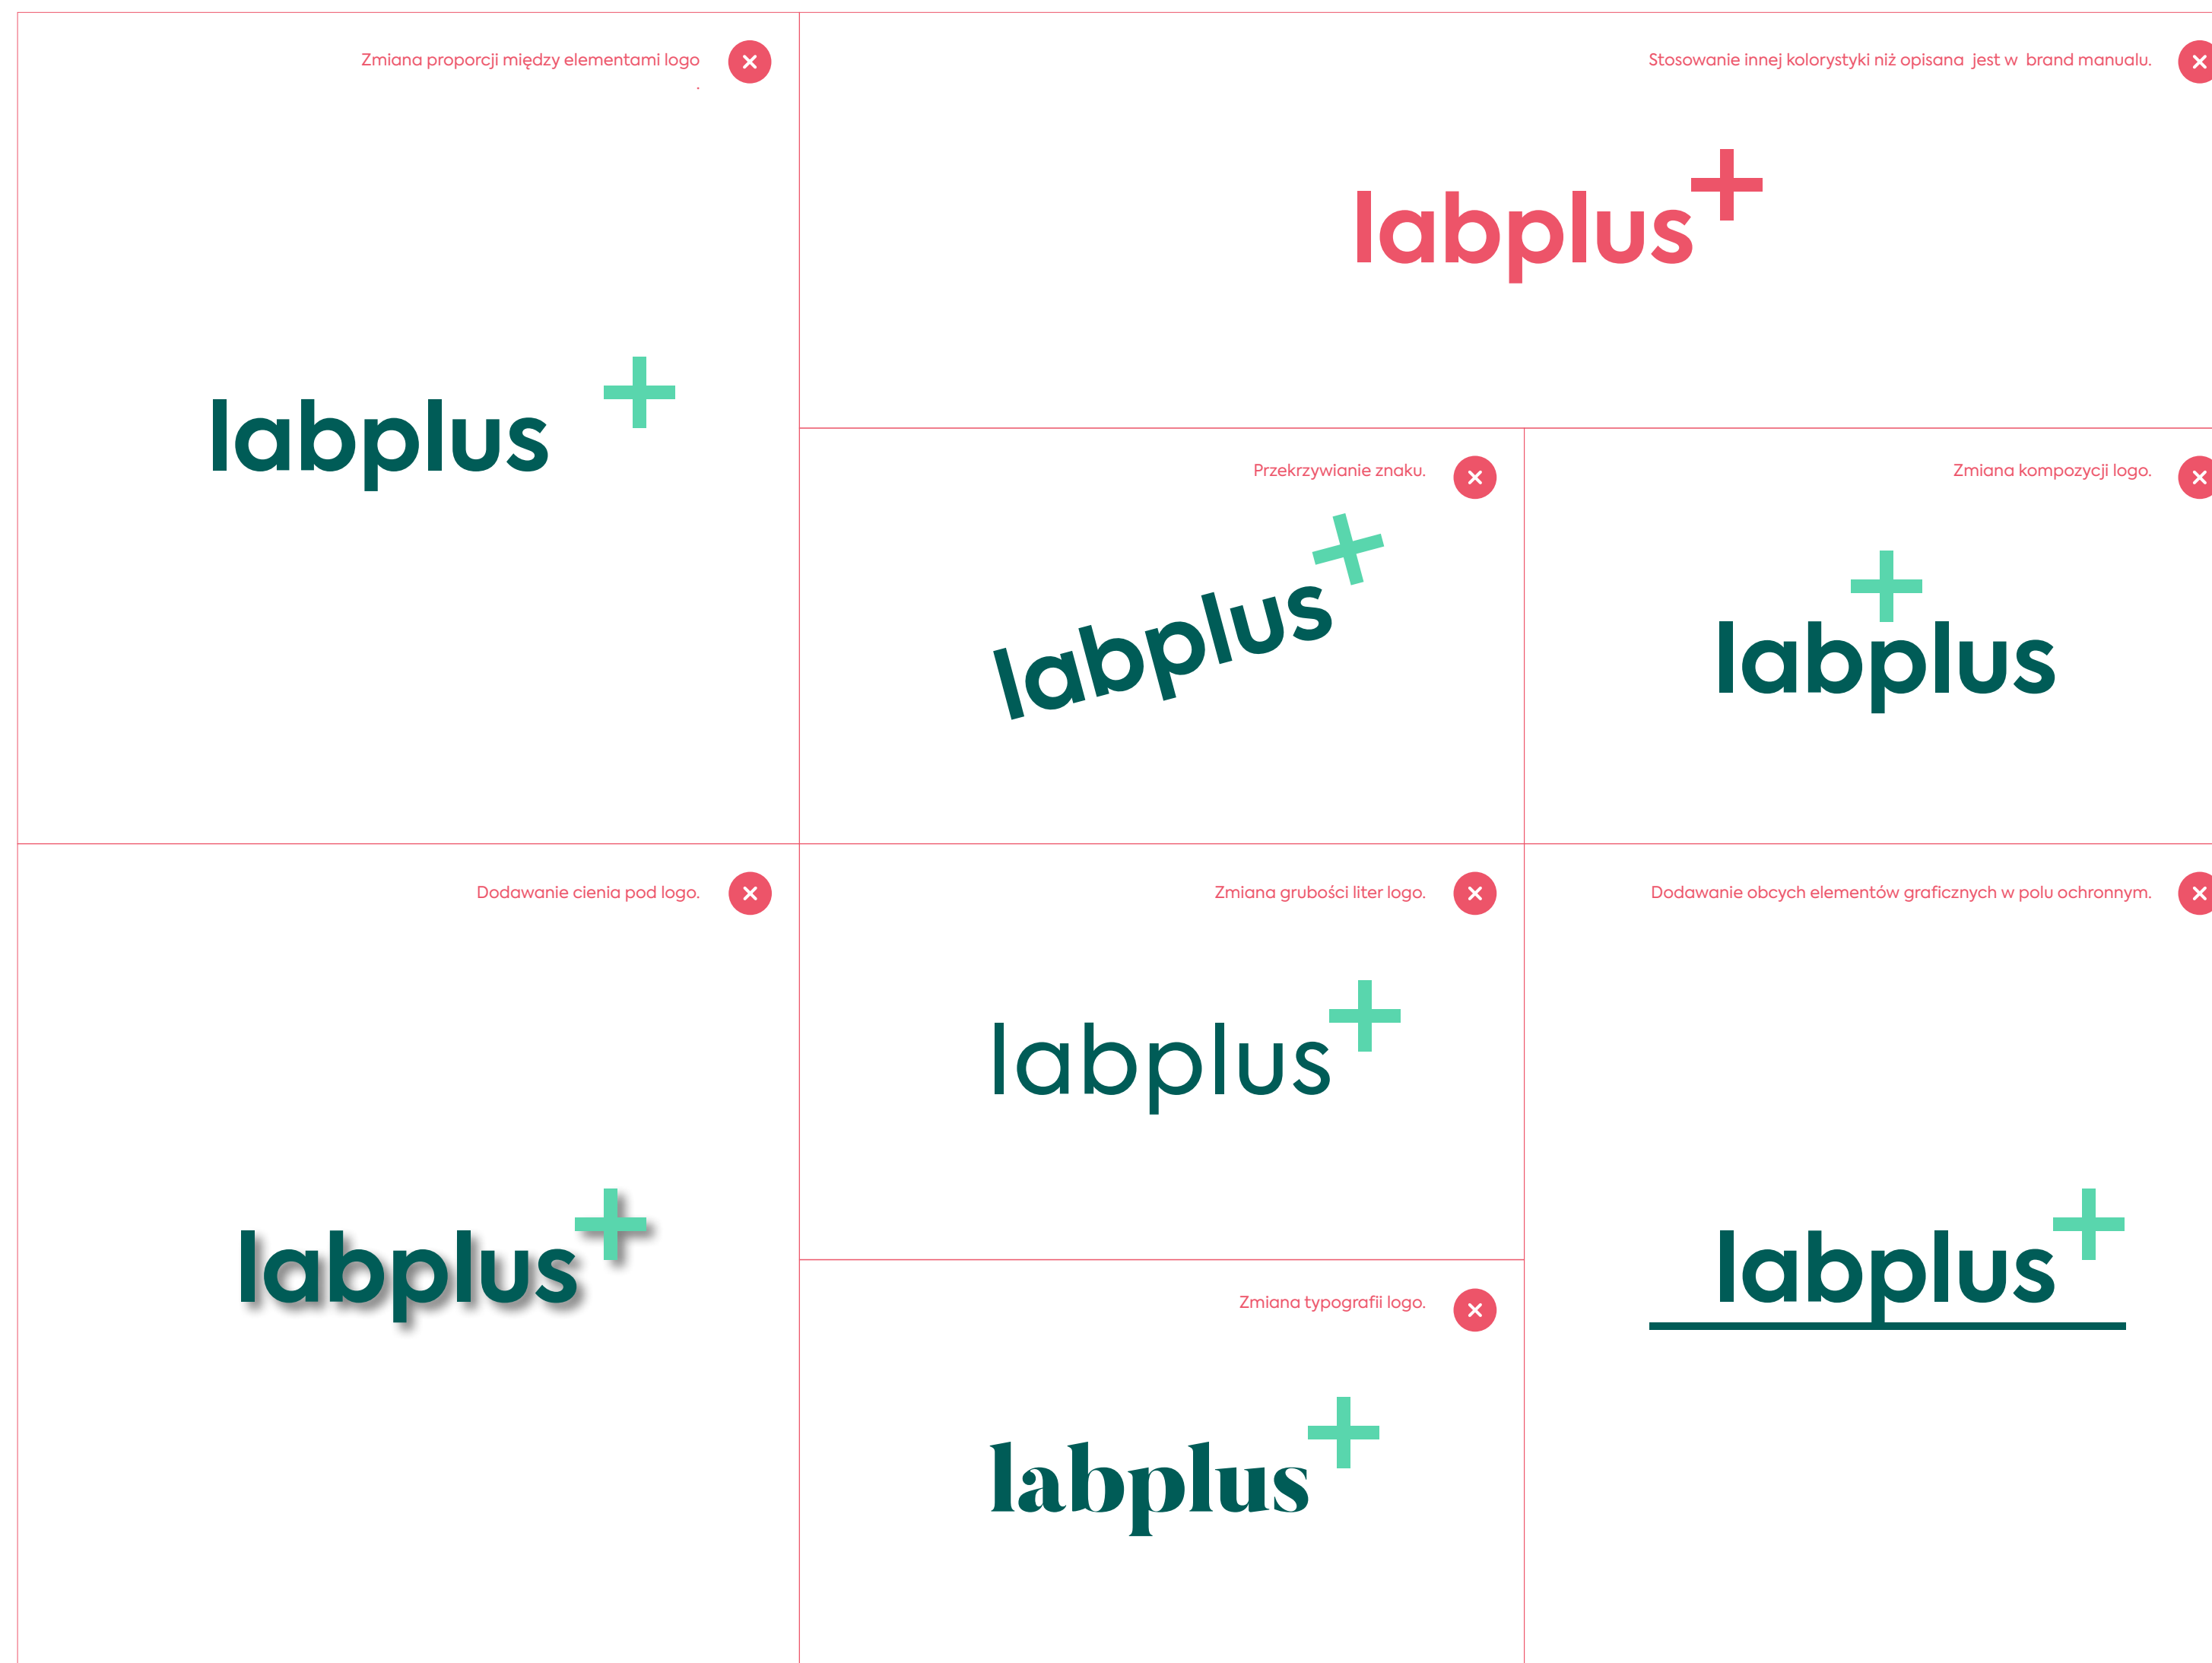 Zmiana proporcji między elementami logo
.
labplus+
Stosowanie innej kolorystyki niż opisana jest w brand manualu.
labplus+
Przekrzywianie znaku.
labplus+
Zmiana kompozycji logo.
+
labplus
Dodawanie cienia pod logo.
labplus+
Zmiana grubości liter logo.
labplus+
Zmiana typografii logo.
labplus+
Dodawanie obcych elementów graficznych w polu ochronnym.
labplus+